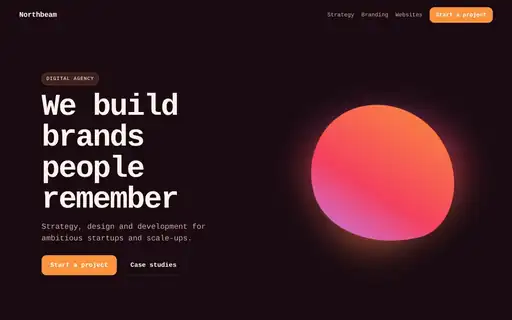 Northbeam
Strategy Branding Websites Start a project
DIGITAL AGENCY
We build
brands
people
remember
Strategy, design and development for
ambitious startups and scale-ups.
Start a project Case studies